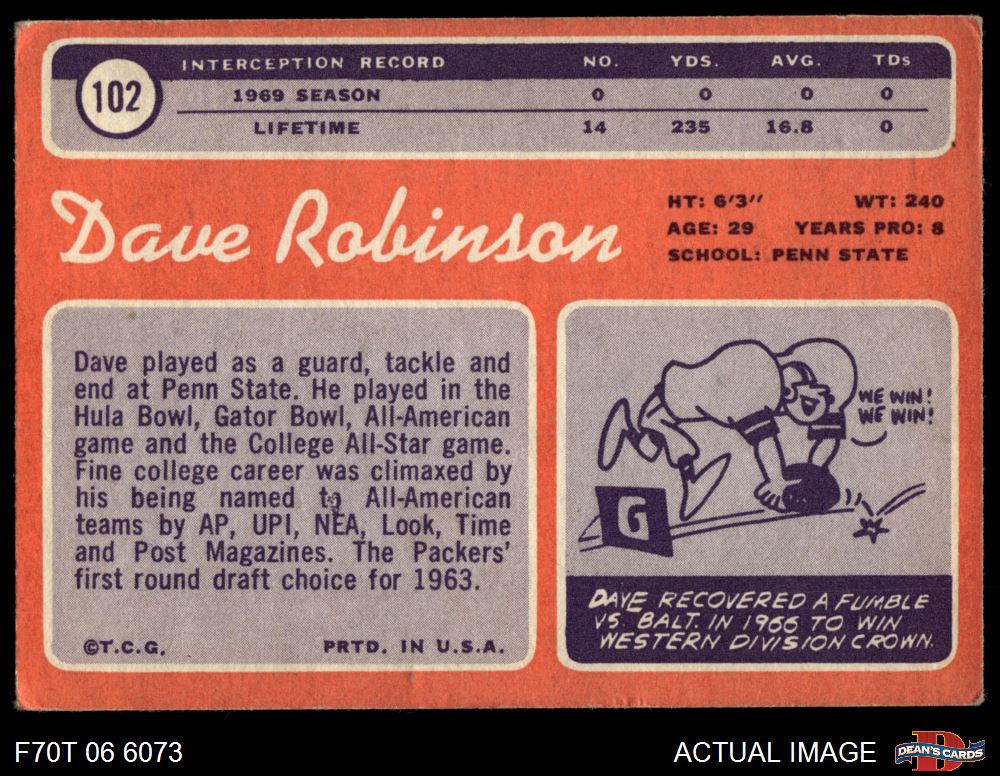 INTERCEPTION RECORD NO. YDS. AVG. TDs
102
1969 SEASON 0 0 0 0
LIFETIME 14 235 16.8 0
Dave Robinson
HT: 6'3" WT: 240
AGE: 29 YEARS PRO: 8
SCHOOL: PENN STATE
Dave played as a guard, tackle and
end at Penn State. He played in the
Hula Bowl, Gator Bowl, All-American
game and the College All-Star game.
Fine college career was climaxed by
his being named to All-American
teams by AP, UPI, NEA, Look, Time
and Post Magazines. The Packers'
first round draft choice for 1963.
©T.C.G. PRTD. IN U.S.A.
WE WIN!
WE WIN!
G
DAVE RECOVERED A FUMBLE
VS. BALT. IN 1966 TO WIN
WESTERN DIVISION CROWN.
F70T 06 6073
ACTUAL IMAGE
D
DEAN'S CARDS